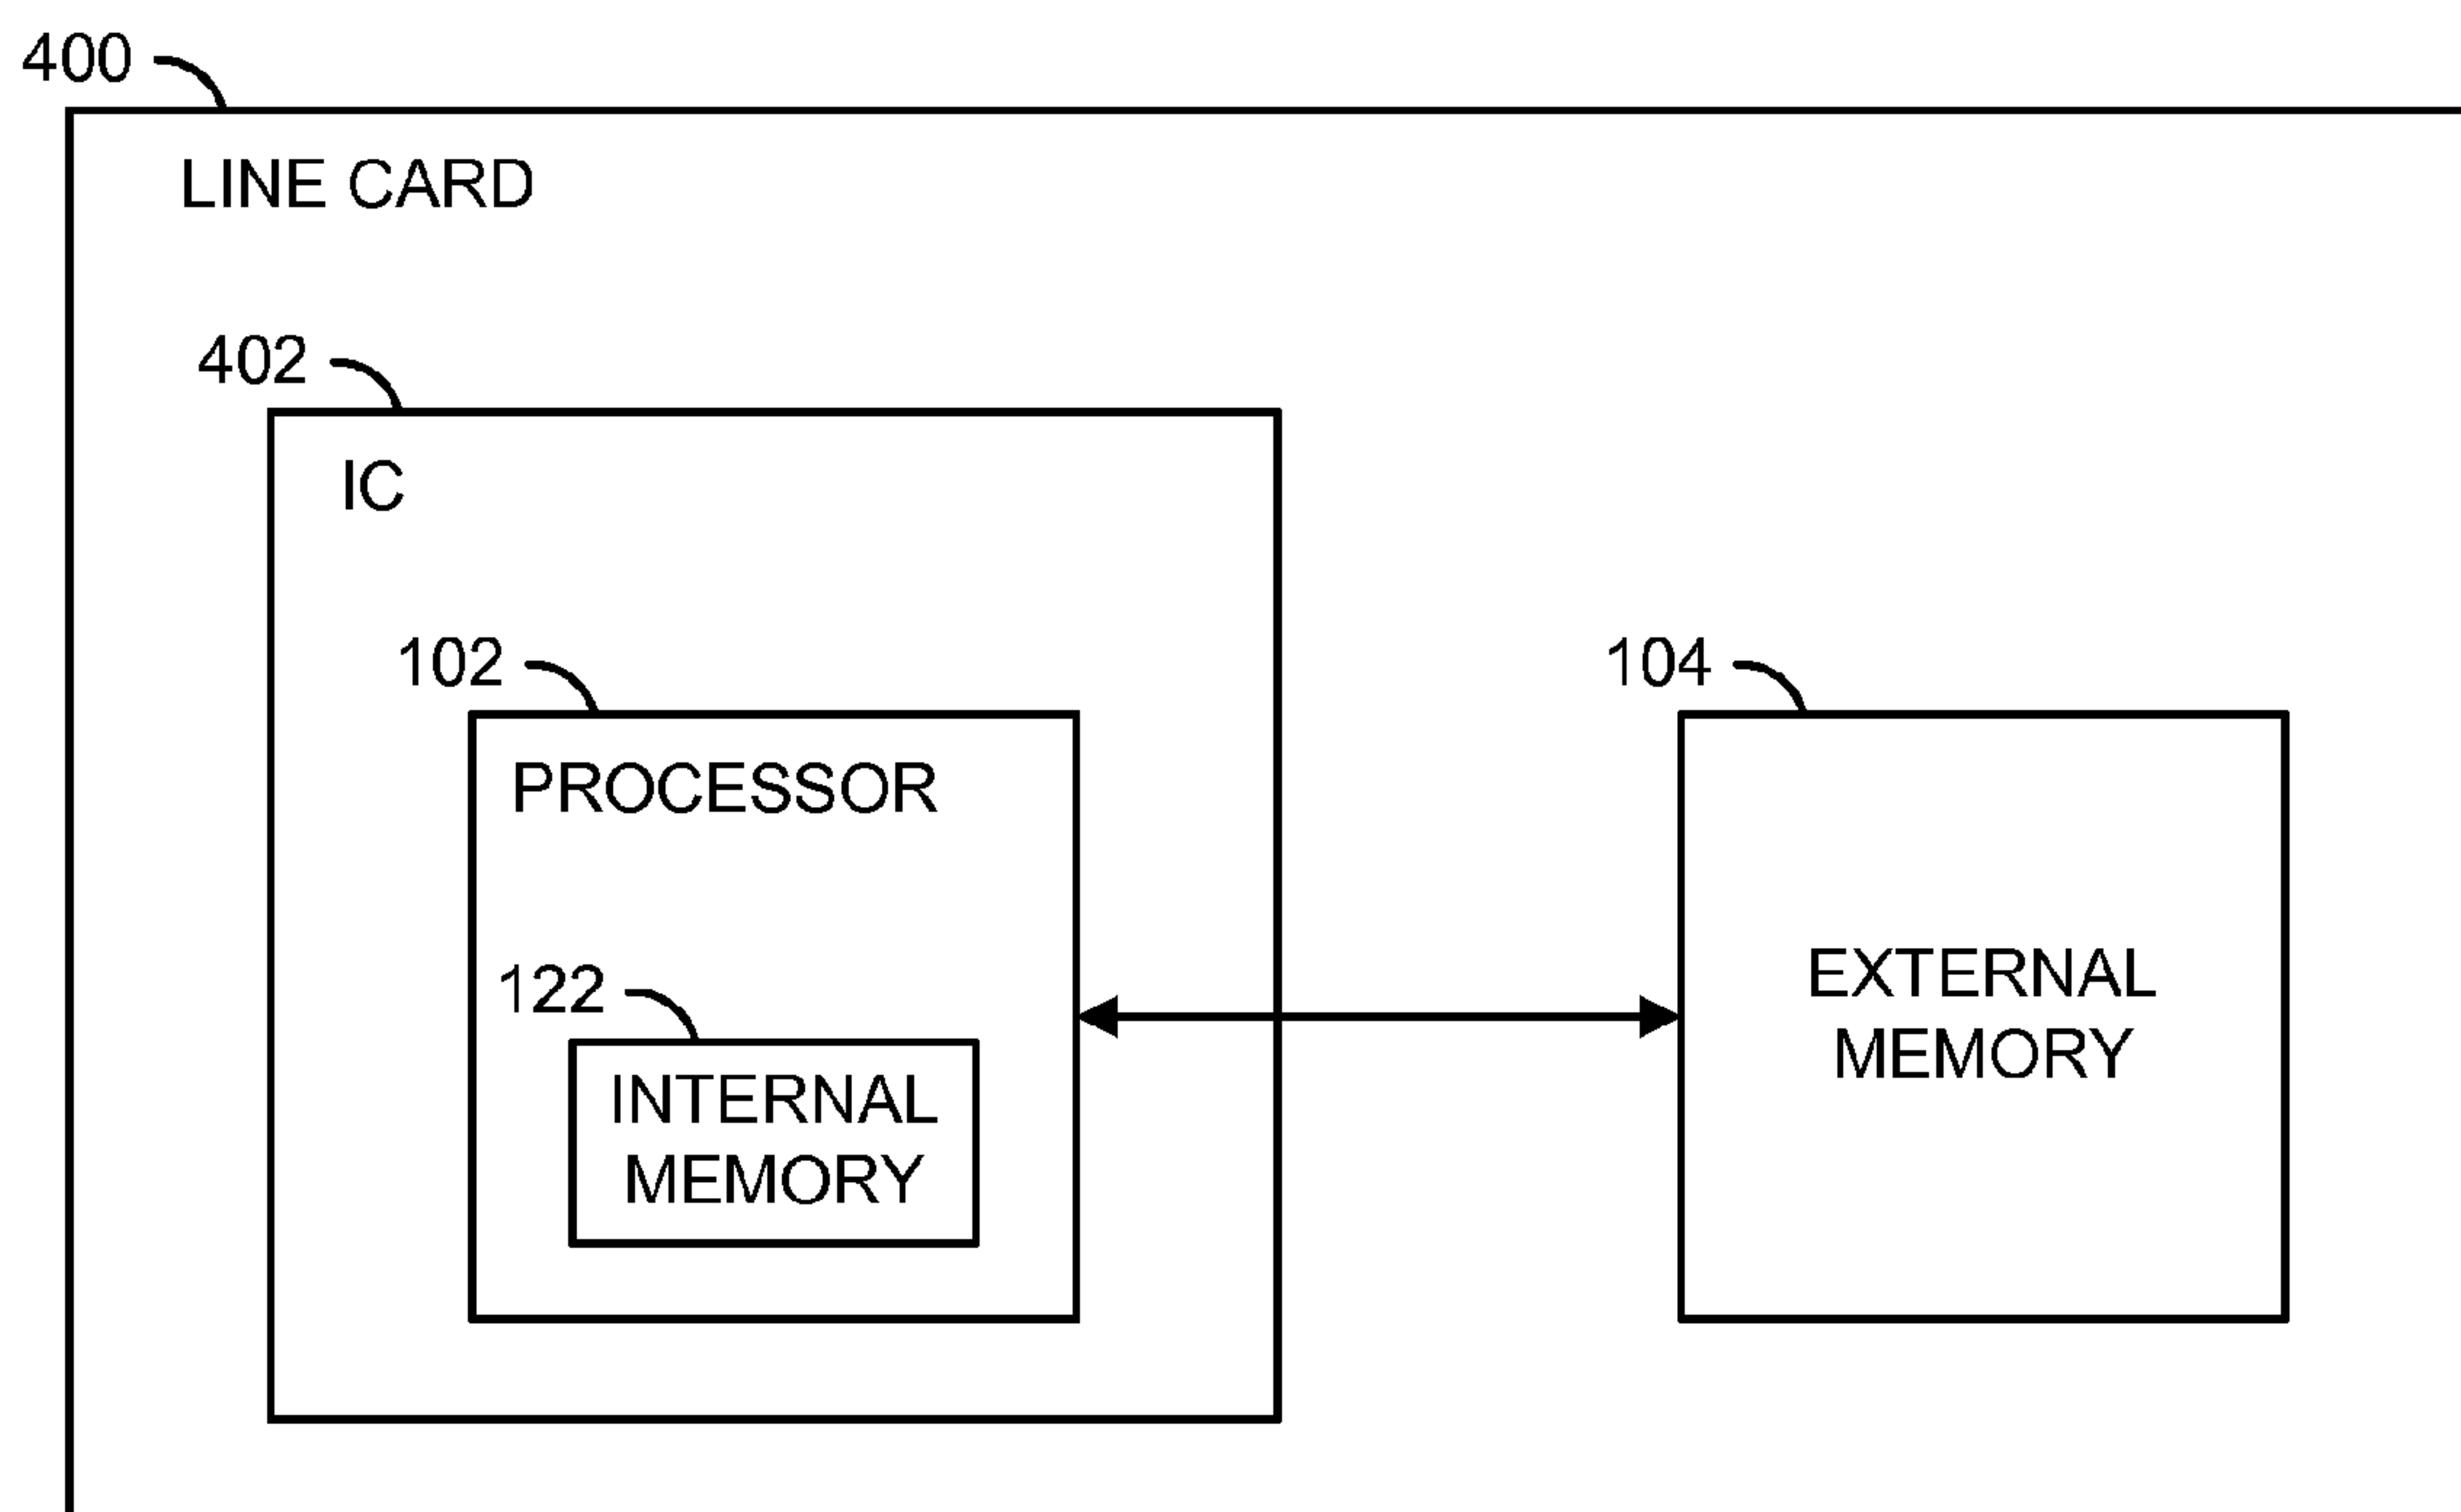 400
LINE CARD
402
IC
102
PROCESSOR
122
INTERNAL
MEMORY
104
EXTERNAL
MEMORY